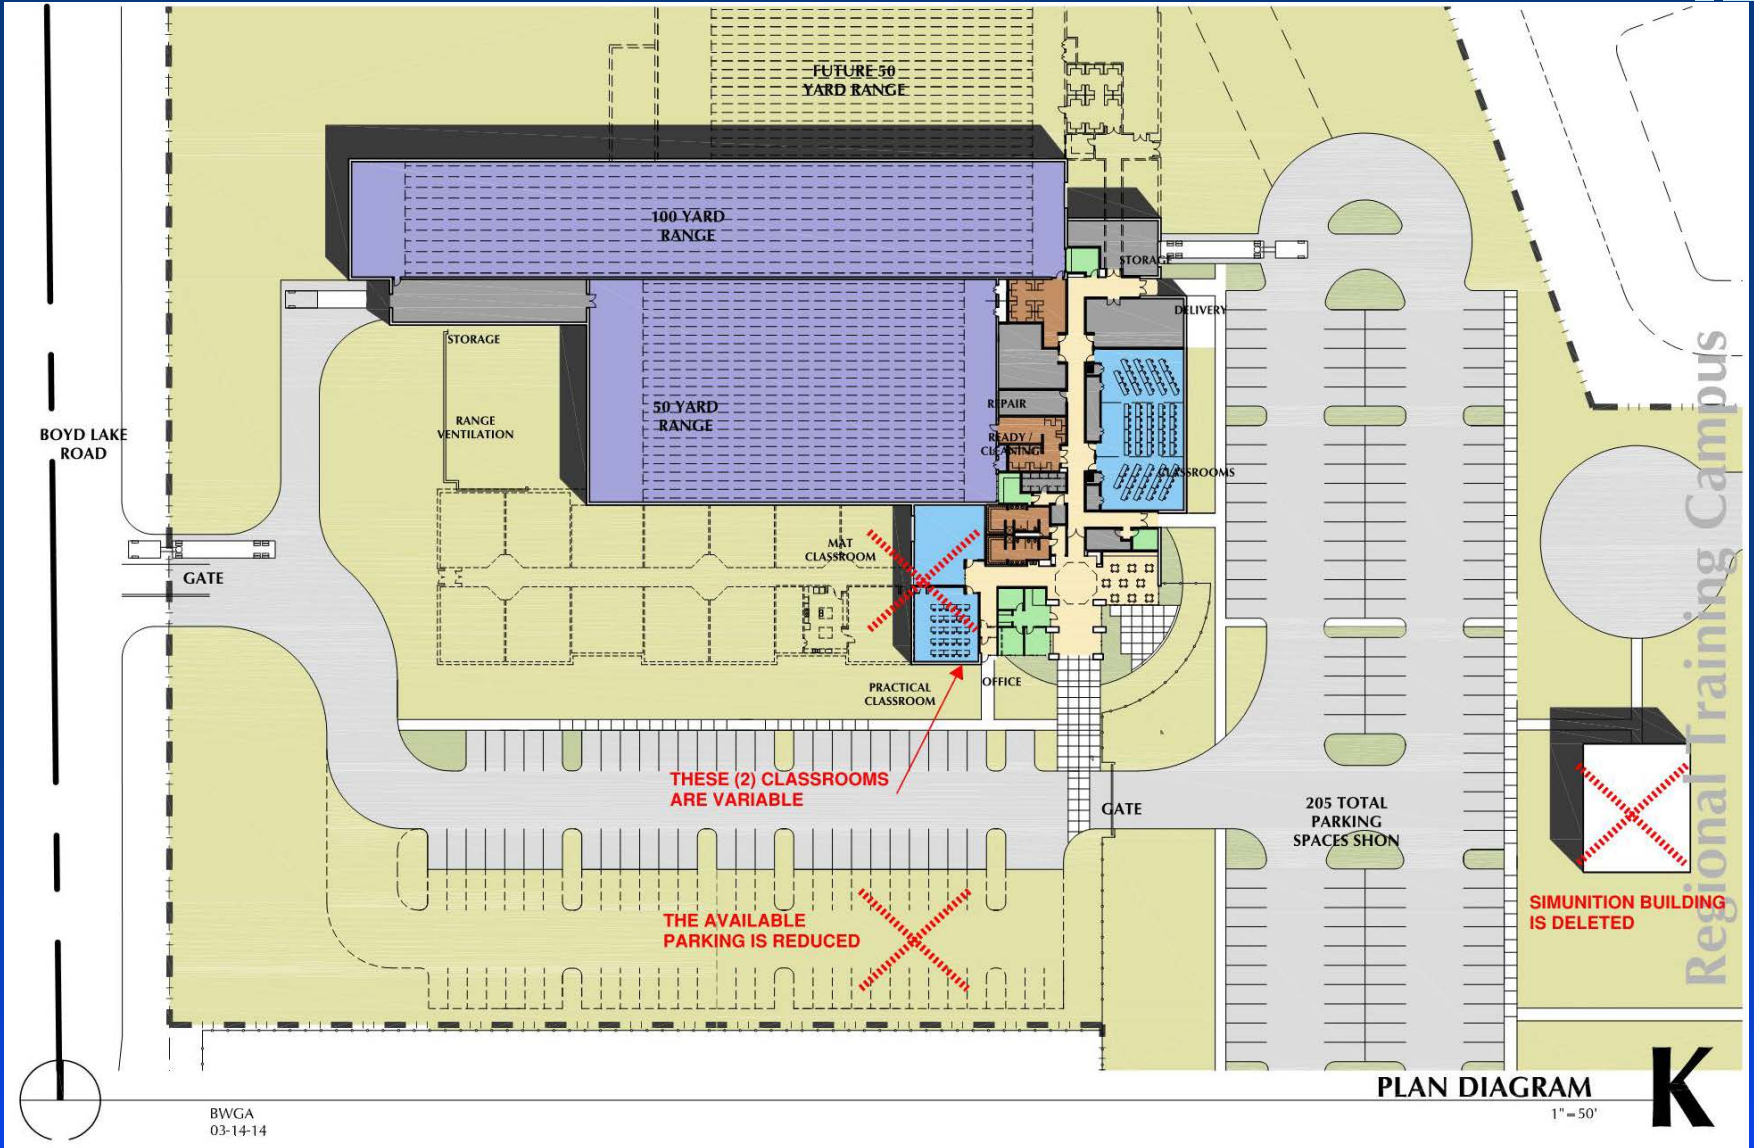 FUTURE 50
YARD RANGE
100 YARD
RANGE
STORAGE
DELIVERY
STORAGE
50 YARD
RANGE
REPAIR
RANGE
VENTILATION
BOYD LAKE
ROAD
READY /
CLEANING
CLASSROOMS
MAT
CLASSROOM
GATE
OFFICE
PRACTICAL
CLASSROOM
THESE (2) CLASSROOMS
ARE VARIABLE
GATE
205 TOTAL
PARKING
SPACES SHON
THE AVAILABLE
PARKING IS REDUCED
SIMUNITION BUILDING
IS DELETED
Regional Training Campus
PLAN DIAGRAM
K
1"=50'
BWGA
03-14-14